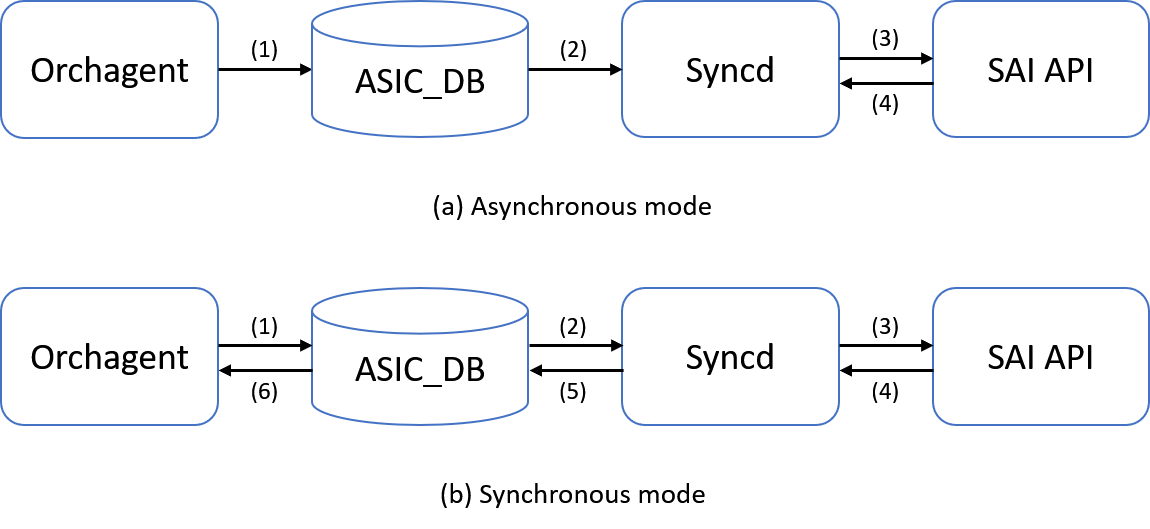 (1) (2) (3)
Orchagent ASIC_DB Syncd SAI API
(4)
(a) Asynchronous mode
(1) (2) (3)
Orchagent ASIC_DB Syncd SAI API
(6) (5) (4)
(b) Synchronous mode